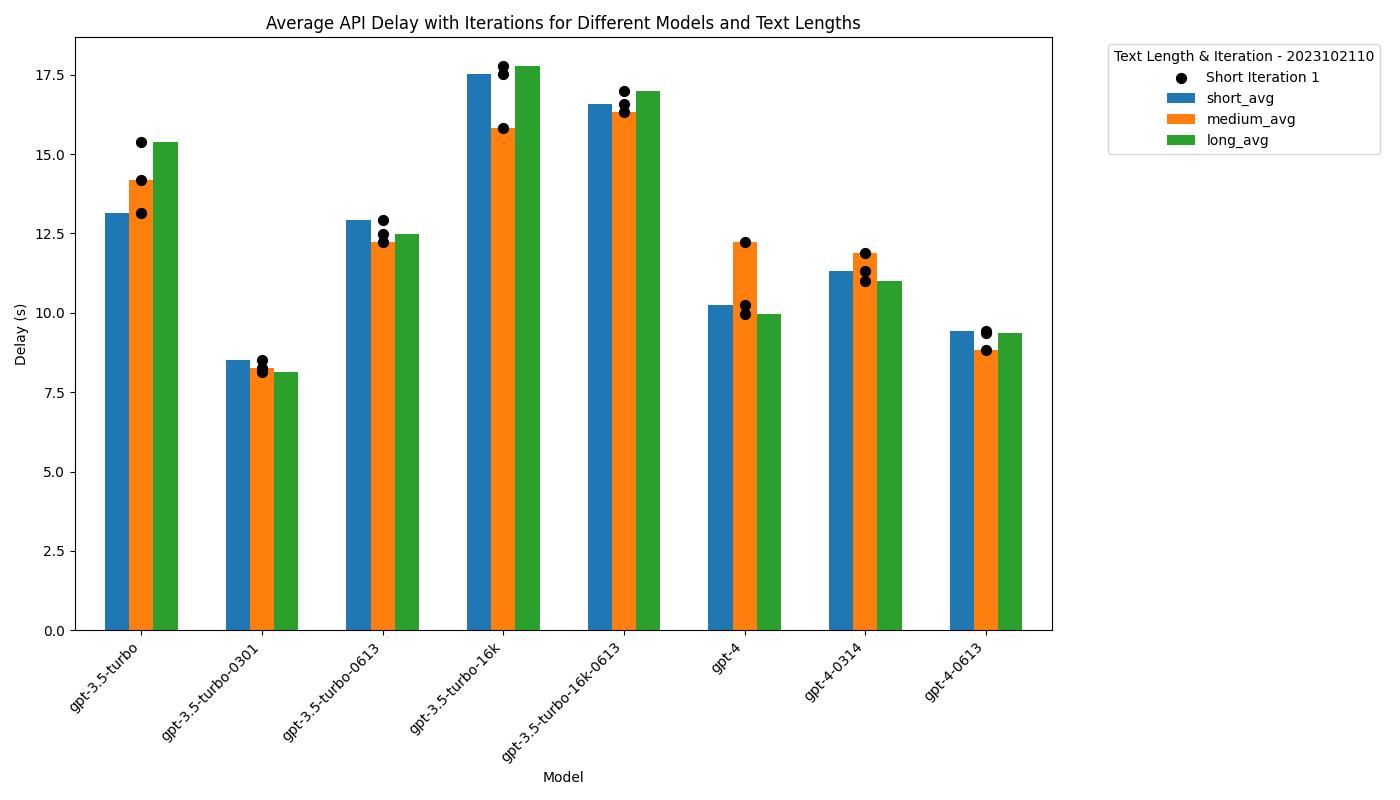 Average API Delay with Iterations for Different Models and Text Lengths
Text Length & Iteration - 2023102110
Short Iteration 1
short_avg
medium_avg
long_avg
Delay (s)
17.5
15.0
12.5
10.0
7.5
5.0
2.5
0.0
gpt-3.5-turbo
gpt-3.5-turbo-0301
gpt-3.5-turbo-0613
gpt-3.5-turbo-16k
gpt-3.5-turbo-16k-0613
gpt-4
gpt-4-0314
gpt-4-0613
Model